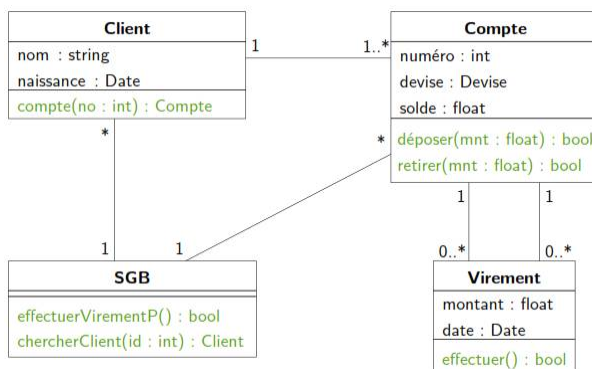 Client
nom : string
naissance : Date
compte(no : int) : Compte
1
1..*
Compte
numéro : int
devise : Devise
solde : float
déposer(mnt : float) : bool
retirer(mnt : float) : bool
*
*
1
1
1
1
0..*
0..*
SGB
effectuerVirementP() : bool
chercherClient(id : int) : Client
Virement
montant : float
date : Date
effectuer() : bool